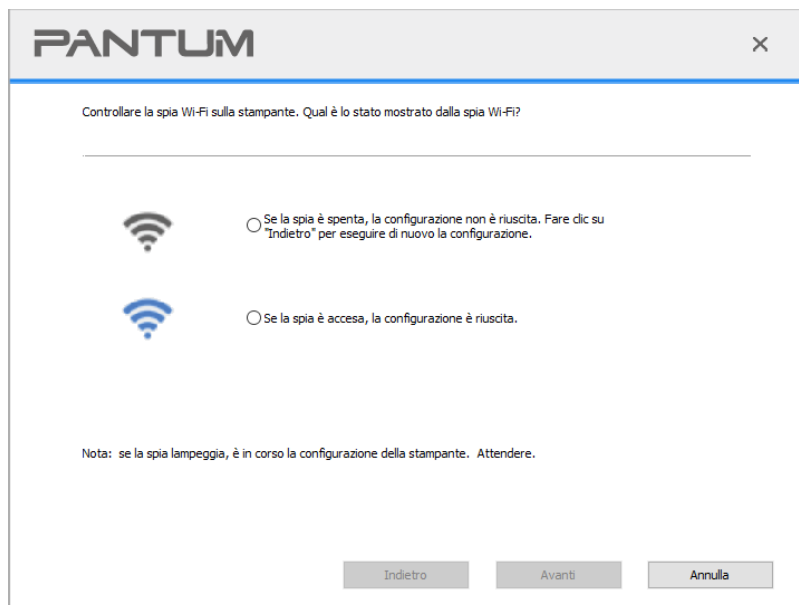 PANTUM
Controllare la spia Wi-Fi sulla stampante. Qual è lo stato mostrato dalla spia Wi-Fi?
Se la spia è spenta, la configurazione non è riuscita. Fare clic su
"Indietro" per eseguire di nuovo la configurazione.
Se la spia è accesa, la configurazione è riuscita.
Nota: se la spia lampeggia, è in corso la configurazione della stampante. Attendere.
Indietro
Avanti
Annulla